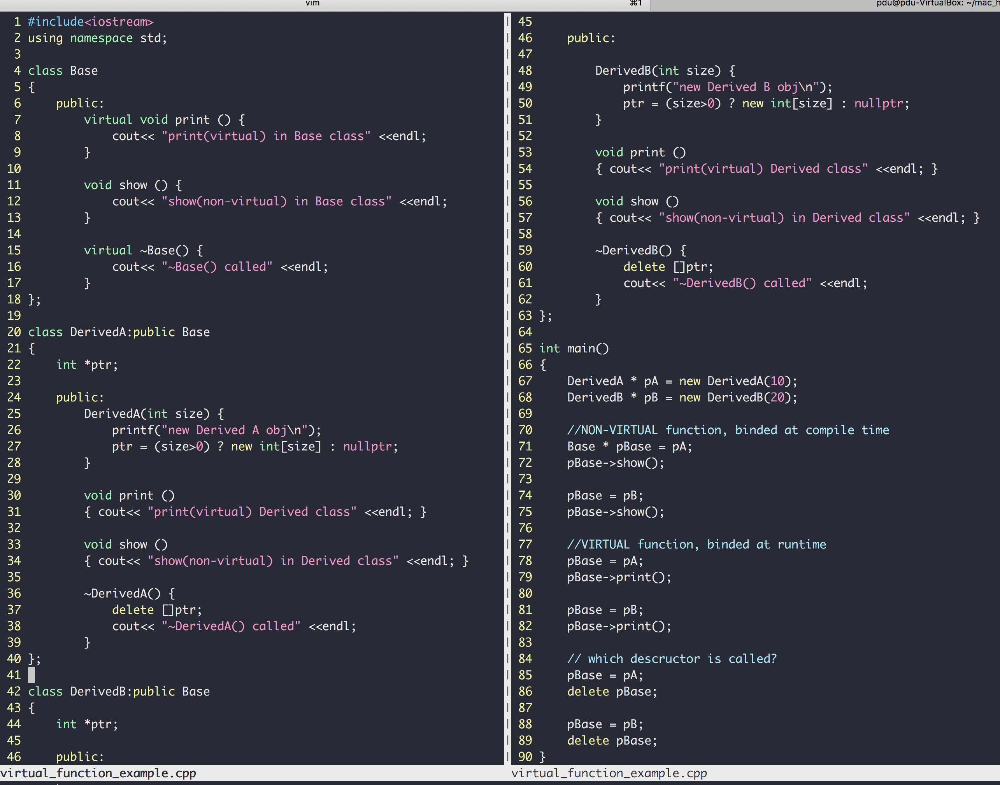 vim ⌘1 pdu@pdu-VirtualBox: ~/mac_h
1 #include<iostream>
2 using namespace std;
3
4 class Base
5 {
6     public:
7         virtual void print () {
8             cout<< "print(virtual) in Base class" <<endl;
9         }
10
11         void show () {
12             cout<< "show(non-virtual) in Base class" <<endl;
13         }
14
15         virtual ~Base() {
16             cout<< "~Base() called" <<endl;
17         }
18 };
19
20 class DerivedA:public Base
21 {
22     int *ptr;
23
24     public:
25         DerivedA(int size) {
26             printf("new Derived A obj\n");
27             ptr = (size>0) ? new int[size] : nullptr;
28         }
29
30         void print ()
31         { cout<< "print(virtual) Derived class" <<endl; }
32
33         void show ()
34         { cout<< "show(non-virtual) in Derived class" <<endl; }
35
36         ~DerivedA() {
37             delete []ptr;
38             cout<< "~DerivedA() called" <<endl;
39         }
40 };
41
42 class DerivedB:public Base
43 {
44     int *ptr;
45
46     public:
virtual_function_example.cpp
45
46     public:
47
48         DerivedB(int size) {
49             printf("new Derived B obj\n");
50             ptr = (size>0) ? new int[size] : nullptr;
51         }
52
53         void print ()
54         { cout<< "print(virtual) Derived class" <<endl; }
55
56         void show ()
57         { cout<< "show(non-virtual) in Derived class" <<endl; }
58
59         ~DerivedB() {
60             delete []ptr;
61             cout<< "~DerivedB() called" <<endl;
62         }
63 };
64
65 int main()
66 {
67     DerivedA * pA = new DerivedA(10);
68     DerivedB * pB = new DerivedB(20);
69
70     //NON-VIRTUAL function, binded at compile time
71     Base * pBase = pA;
72     pBase->show();
73
74     pBase = pB;
75     pBase->show();
76
77     //VIRTUAL function, binded at runtime
78     pBase = pA;
79     pBase->print();
80
81     pBase = pB;
82     pBase->print();
83
84     // which descructor is called?
85     pBase = pA;
86     delete pBase;
87
88     pBase = pB;
89     delete pBase;
90 }
virtual_function_example.cpp